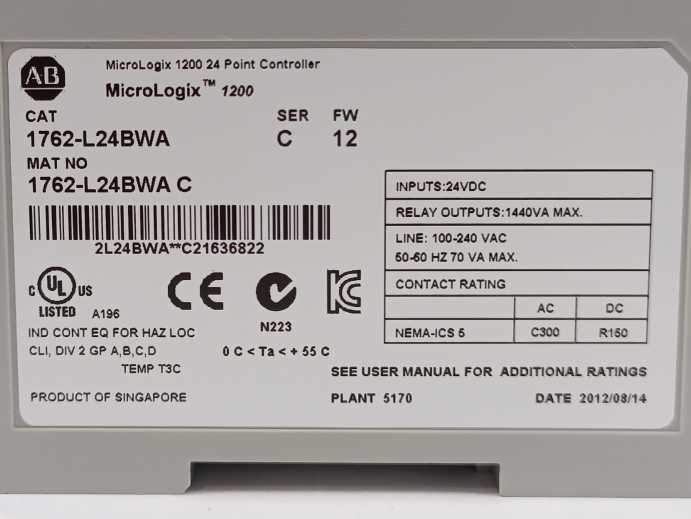 AB
MicroLogix 1200 24 Point Controller
MicroLogix™ 1200
CAT SER FW
1762-L24BWA C 12
MAT NO
1762-L24BWA C
2L24BWA**C21636822
C UL US
LISTED A196
N223
KC
IND CONT EQ FOR HAZ LOC
CLI, DIV 2 GP A,B,C,D
TEMP T3C
0 C < Ta < + 55 C
PRODUCT OF SINGAPORE
INPUTS:24VDC
RELAY OUTPUTS:1440VA MAX.
LINE: 100-240 VAC
50-60 HZ 70 VA MAX.
CONTACT RATING
AC DC
NEMA-ICS 5 C300 R150
SEE USER MANUAL FOR ADDITIONAL RATINGS
PLANT 5170 DATE 2012/08/14